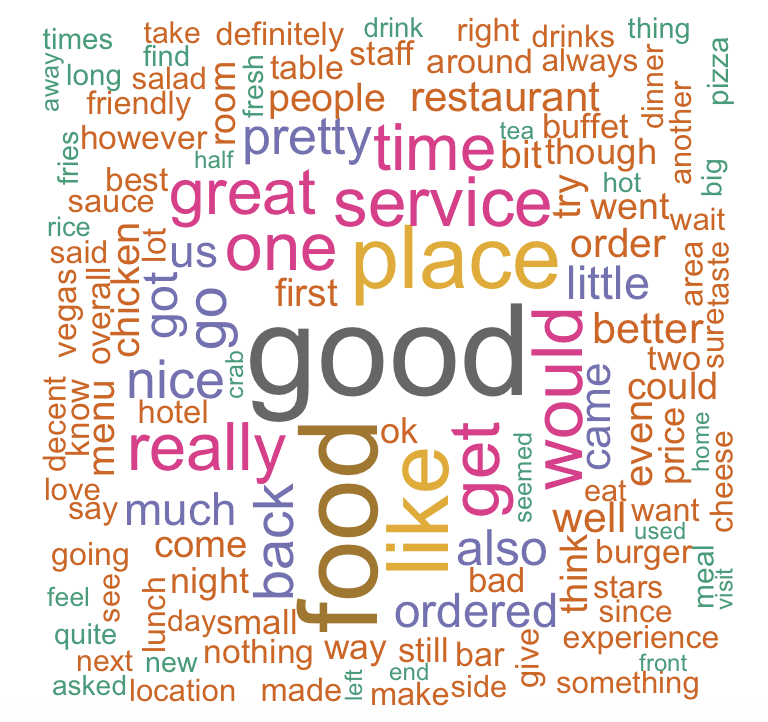 times
take
definitely
drink
right
drinks
thing
find
staff
away
long
salad
room
fresh
table
around
always
dinner
pizza
friendly
people
restaurant
another
fries
however
pretty
time
tea
buffet
half
bit
though
big
best
great
service
try
hot
sauce
went
wait
rice
said
chicken
lot
us
one
place
order
area
taste
vegas
overall
got
go
first
little
sure
good
would
better
two
nice
crab
came
could
decent
know
menu
hotel
really
food
ok
like
get
seemed
even
price
home
cheese
love
say
much
back
eat
well
want
used
going
come
also
burger
meal
visit
feel
see
lunch
night
bad
think
stars
day
small
ordered
since
quite
nothing
way
still
bar
give
experience
next
new
front
asked
location
made
left
end
make
side
something